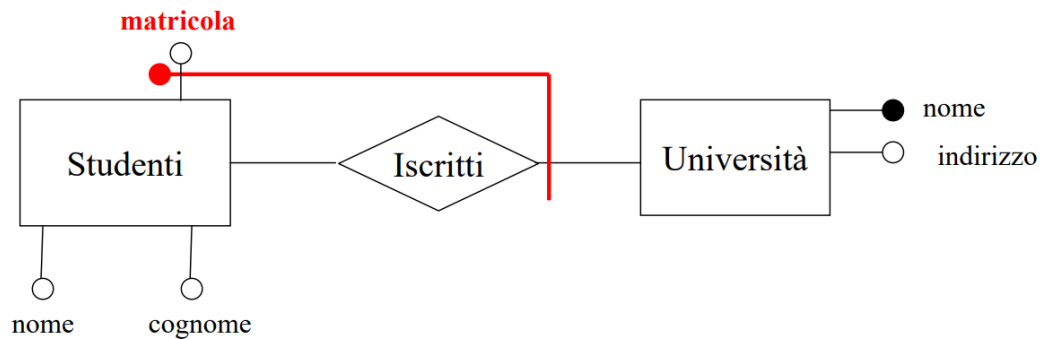 matricola
Studenti
Iscritti
Università
nome
indirizzo
nome
cognome